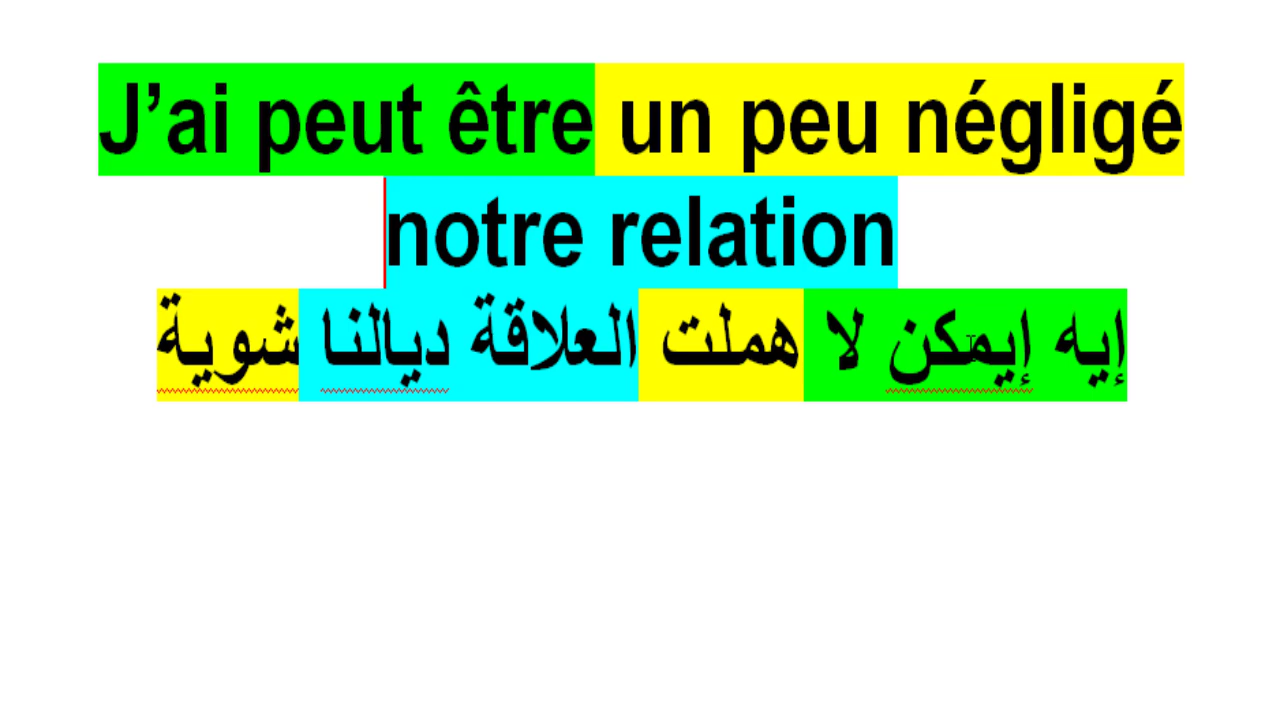 J’ai peut être un peu négligé
notre relation
إيه إيمكن لا هملت العلاقة ديالنا شوية